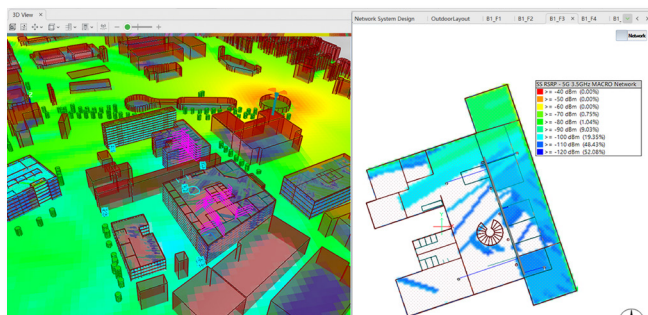 3D View
Network System Design
OutdoorLayout
B1_F1
B1_F2
B1_F3
B1_F4
B1_
Network
SS RSRP - 5G 3.5GHz MACRO Network
>= -40 dBm (0.00%)
>= -50 dBm (0.00%)
>= -60 dBm (0.00%)
>= -70 dBm (0.75%)
>= -80 dBm (1.04%)
>= -90 dBm (9.03%)
>= -100 dBm (19.35%)
>= -110 dBm (48.43%)
>= -120 dBm (52.08%)